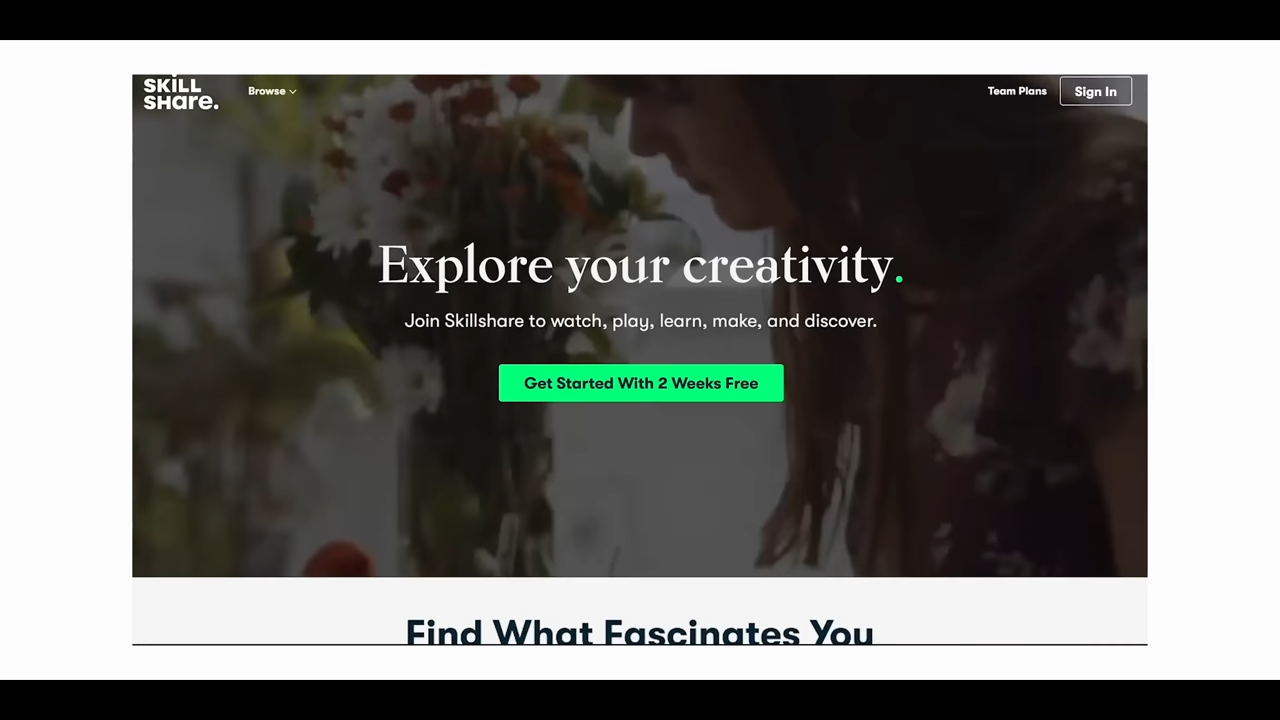 SKiLL
SHare.
Browse
Team Plans
Sign In
Explore your creativity.
Join Skillshare to watch, play, learn, make, and discover.
Get Started With 2 Weeks Free
Find What Fascinates You